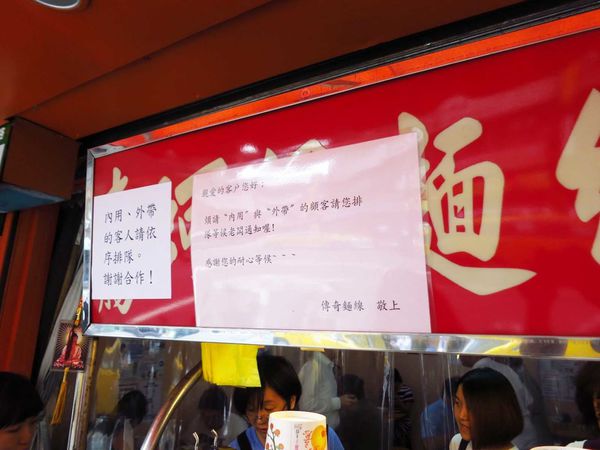 內用、外帶
的客人請依
序排隊。
謝謝合作！
親愛的客戶您好：
煩請〝內用〞與〝外帶〞的顧客請您排
隊等候老闆通知喔！
感謝您的耐心等候~~~
傳奇麵線 敬上
麵